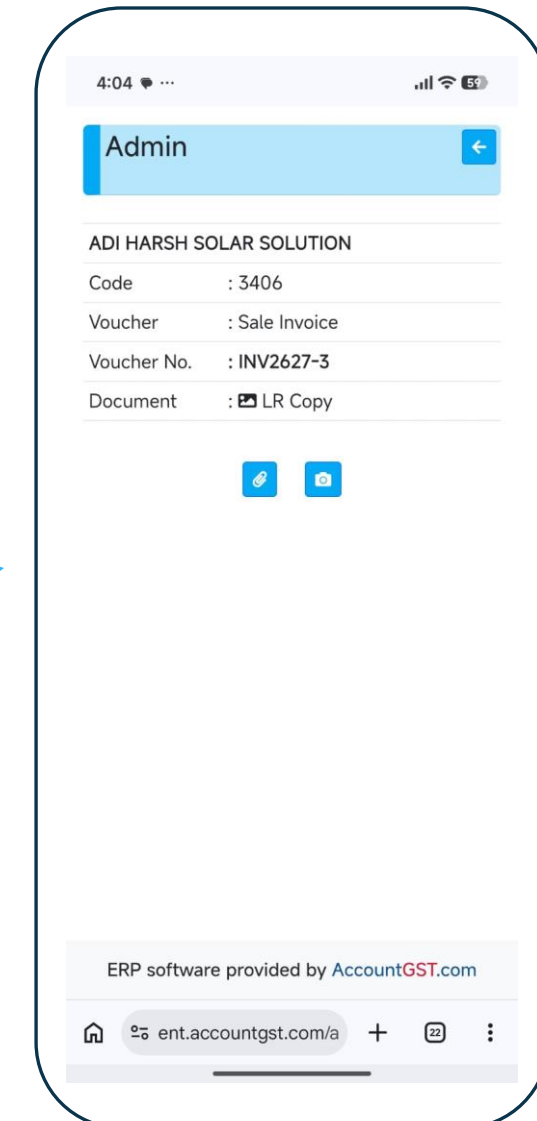 4:04 ···
59
Admin
ADI HARSH SOLAR SOLUTION
Code : 3406
Voucher : Sale Invoice
Voucher No. : INV2627-3
Document : LR Copy
ERP software provided by AccountGST.com
ent.accountgst.com/a
22